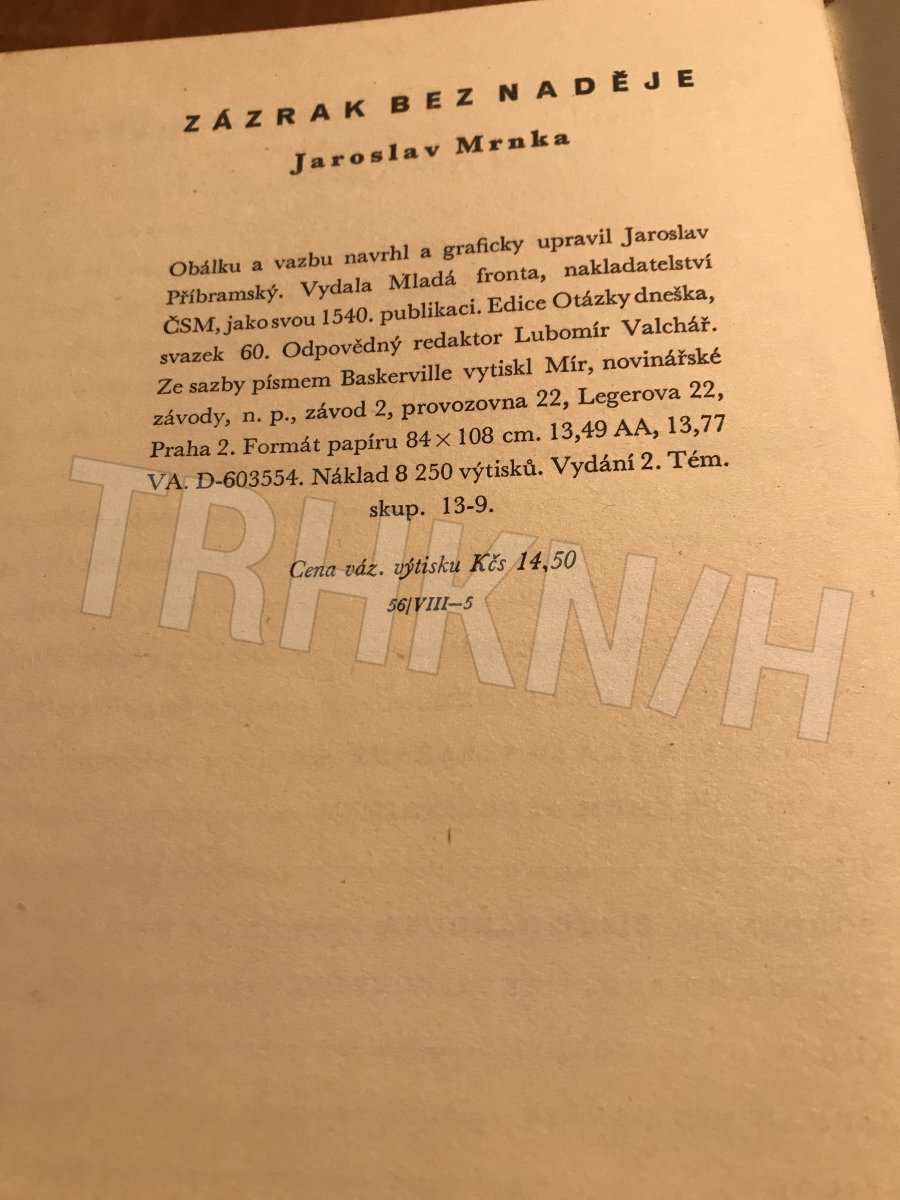 ZÁZRAK BEZ NADĚJE
Jaroslav Mrnka
Obálku a vazbu navrhl a graficky upravil Jaroslav
Příbramský. Vydala Mladá fronta, nakladatelství
ČSM, jako svou 1540. publikaci. Edice Otázky dneška,
svazek 60. Odpovědný redaktor Lubomír Valchář.
Ze sazby písmem Baskerville vytiskl Mír, novinářské
závody, n. p., závod 2, provozovna 22, Legerova 22,
Praha 2. Formát papíru 84 × 108 cm. 13,49 AA, 13,77
VA. D-603554. Náklad 8 250 výtisků. Vydání 2. Tém.
skup. 13-9.
Cena váz. výtisku Kčs 14,50
56/VIII—5
TRHKN/H